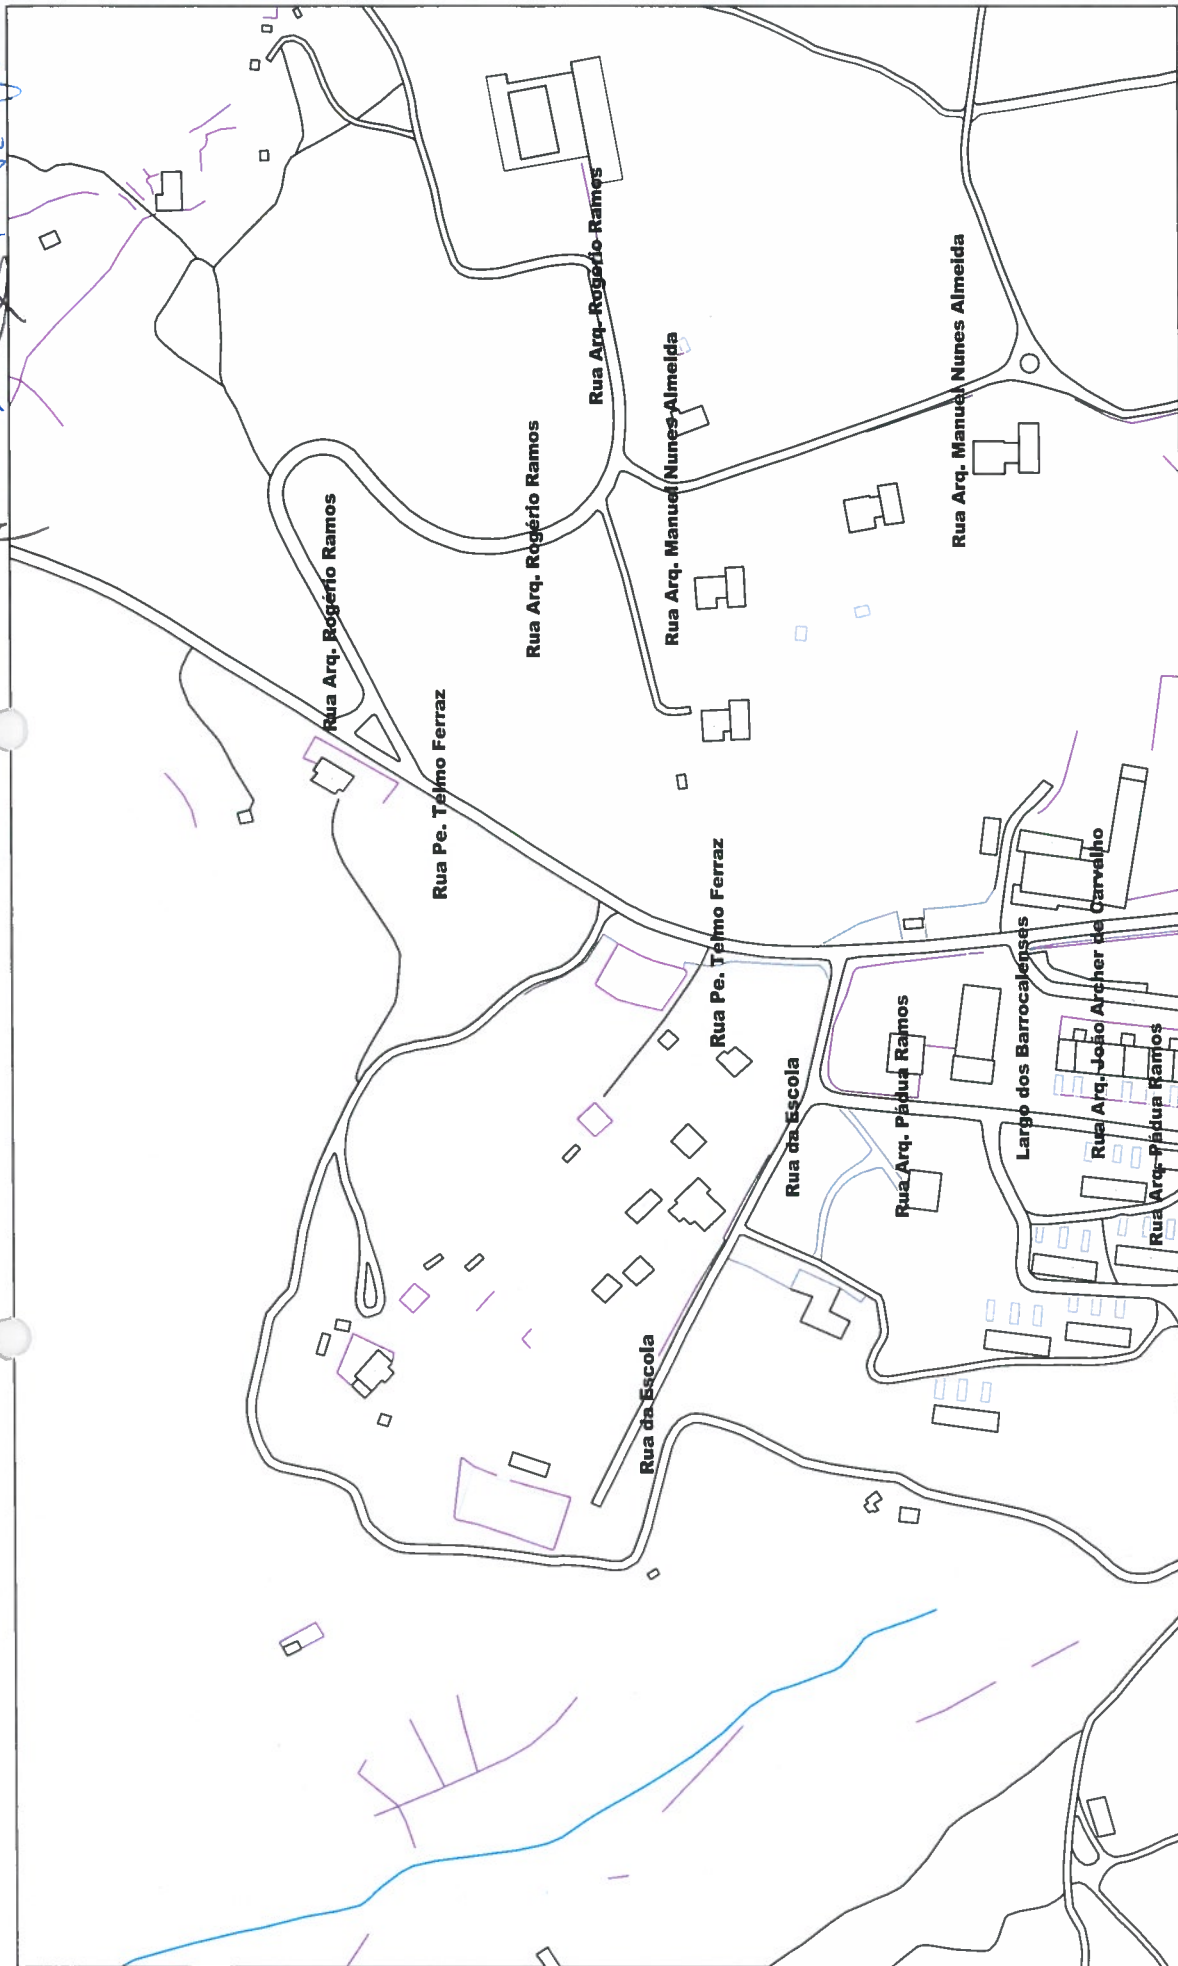 Rua Arq. Rogério Ramos
Rua Arq. Manuel Nunes Almeida
Rua Arq. Manuel Nunes Almeida
Rua Arq. Rogério Ramos
Rua Arq. Rogério Ramos
Rua Pe. Telmo Ferraz
Rua Pe. Telmo Ferraz
Rua Arq. João Archer de Carvalho
Largo dos Barrocalenses
Rua Arq. Pádua Ramos
Rua Arq. Pádua Ramos
Rua da Escola
Rua da Escola